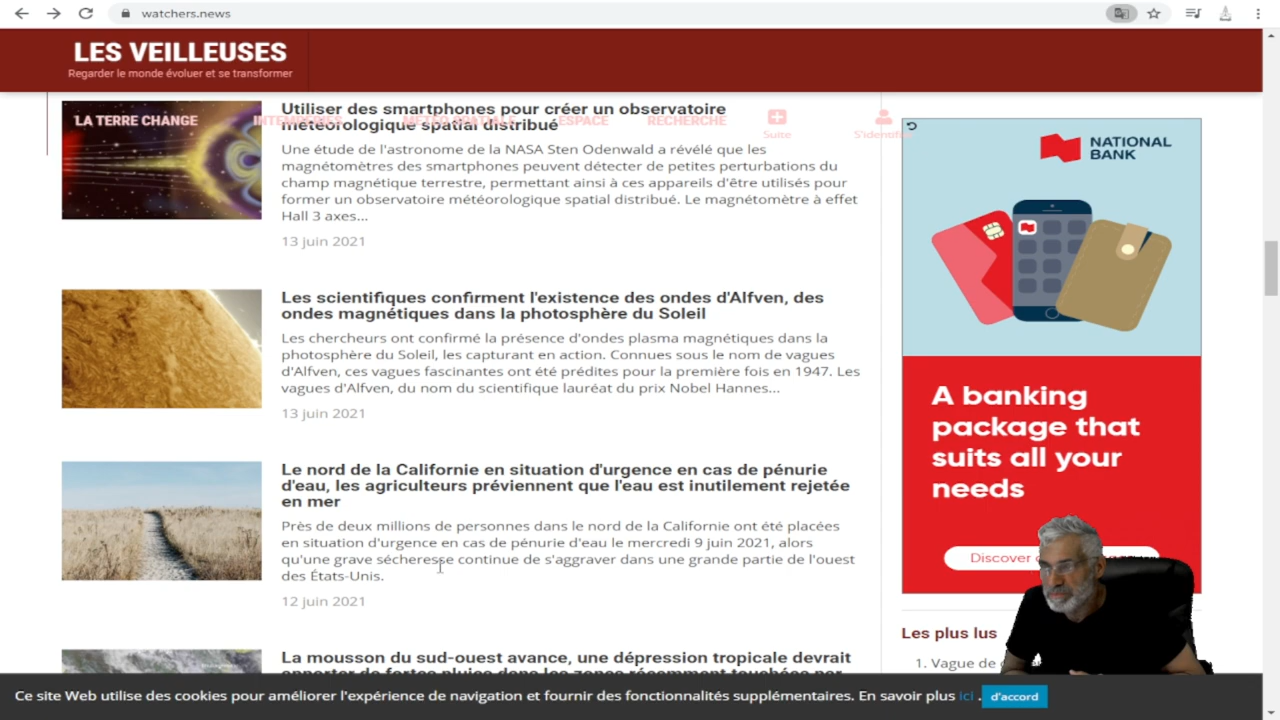 watchers.news
LES VEILLEUSES
Regarder le monde évoluer et se transformer
LA TERRE CHANGE
ESPACE
RECHERCHE
Suite
Utiliser des smartphones pour créer un observatoire
météorologique spatial distribué
Une étude de l'astronome de la NASA Sten Odenwald a révélé que les
magnétomètres des smartphones peuvent détecter de petites perturbations du
champ magnétique terrestre, permettant ainsi à ces appareils d'être utilisés pour
former un observatoire météorologique spatial distribué. Le magnétomètre à effet
Hall 3 axes...
13 juin 2021
Les scientifiques confirment l'existence des ondes d'Alfven, des
ondes magnétiques dans la photosphère du Soleil
Les chercheurs ont confirmé la présence d'ondes plasma magnétiques dans la
photosphère du Soleil, les capturant en action. Connues sous le nom de vagues
d'Alfven, ces vagues fascinantes ont été prédites pour la première fois en 1947. Les
vagues d'Alfven, du nom du scientifique lauréat du prix Nobel Hannes...
13 juin 2021
Le nord de la Californie en situation d'urgence en cas de pénurie
d'eau, les agriculteurs préviennent que l'eau est inutilement rejetée
en mer
Près de deux millions de personnes dans le nord de la Californie ont été placées
en situation d'urgence en cas de pénurie d'eau le mercredi 9 juin 2021, alors
qu'une grave sécheresse continue de s'aggraver dans une grande partie de l'ouest
des États-Unis.
12 juin 2021
La mousson du sud-ouest avance, une dépression tropicale devrait
apporter de fortes pluies dans les zones récemment touchées par
NATIONAL
BANK
A banking
package that
suits all your
needs
Discover
Les plus lus
1. Vague de
Ce site Web utilise des cookies pour améliorer l'expérience de navigation et fournir des fonctionnalités supplémentaires. En savoir plus ici . d'accord